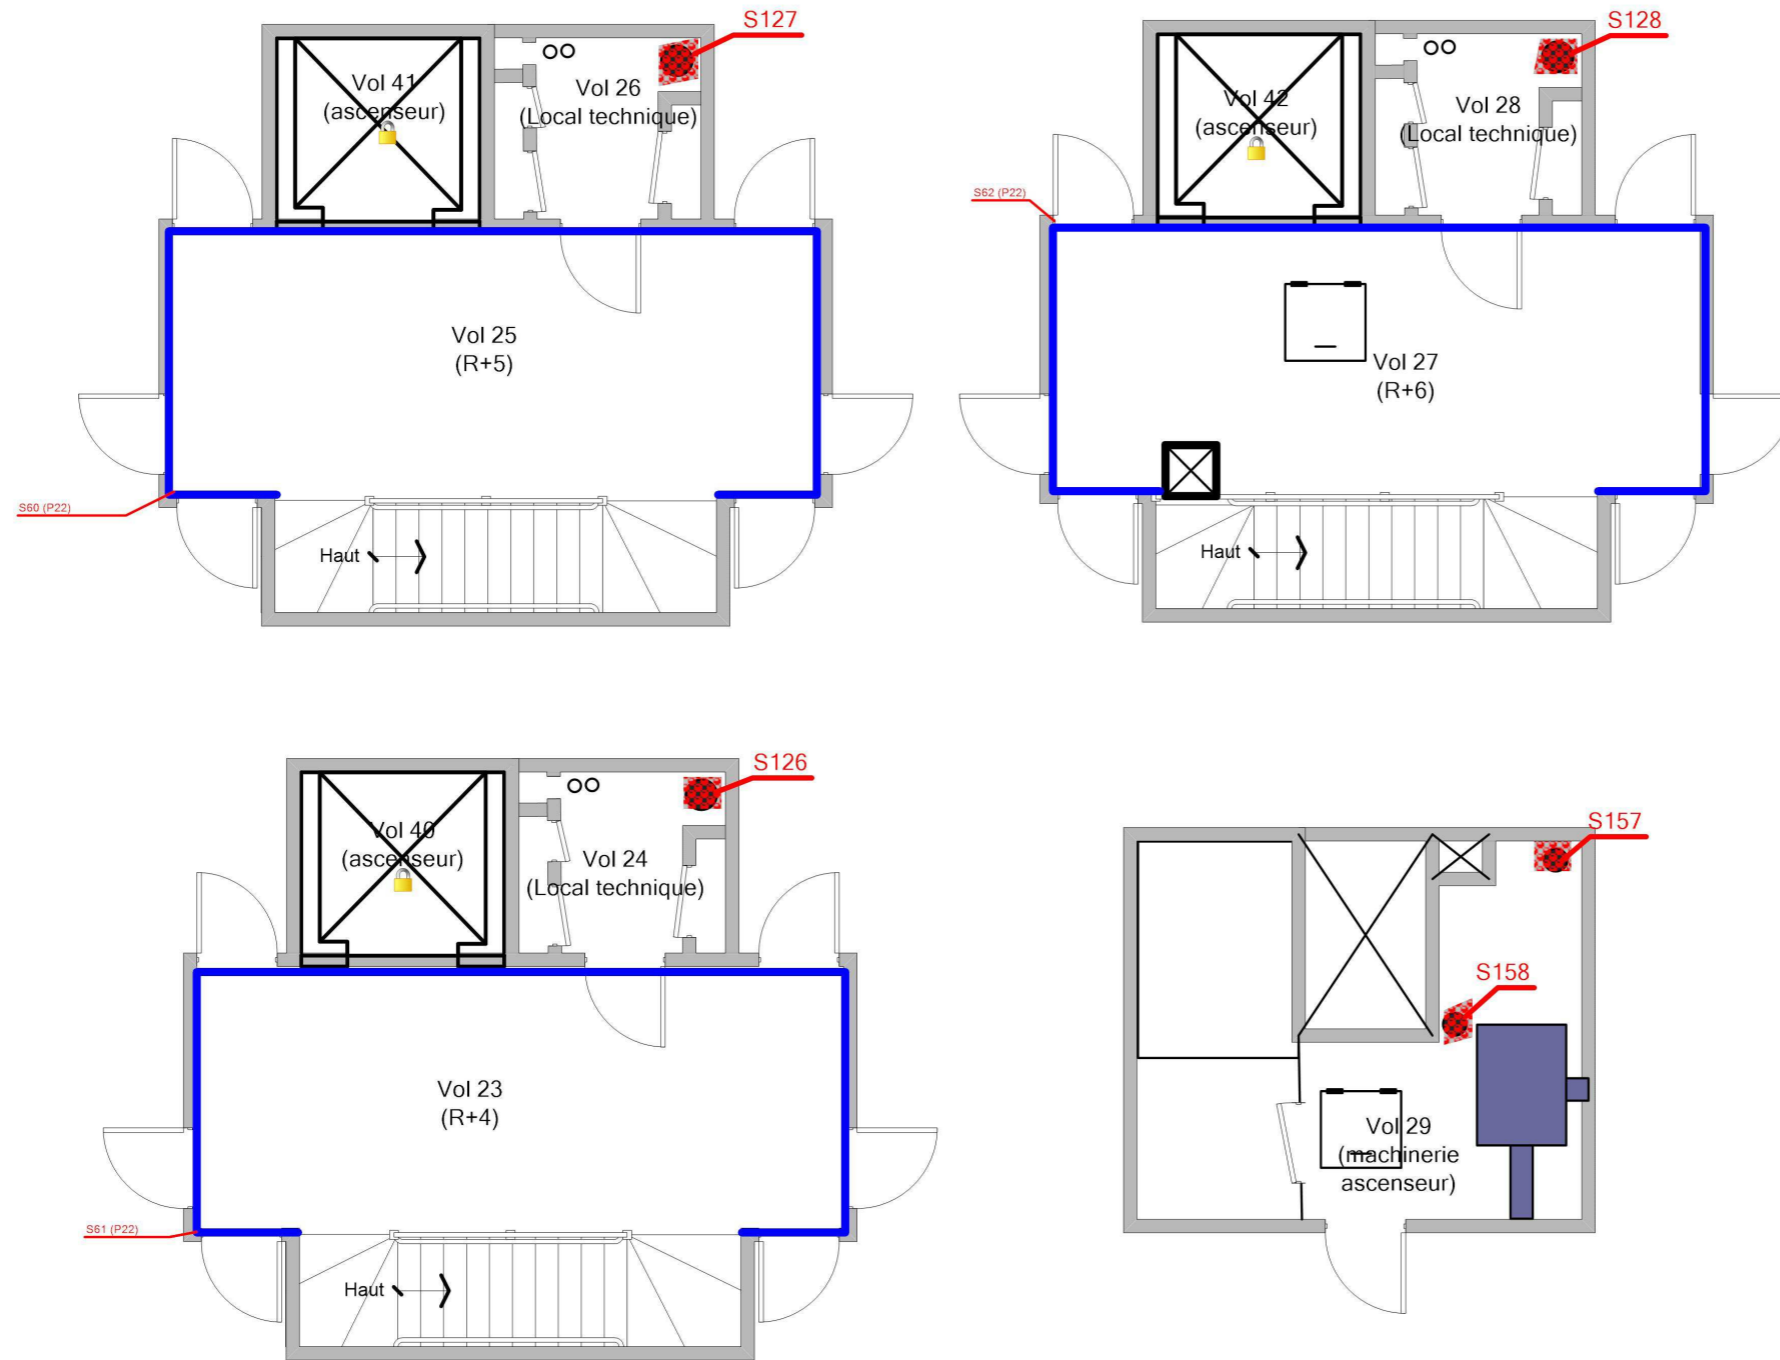 S127
Vol 41
(ascenseur)
Vol 26
(Local technique)
Vol 25
(R+5)
S60 (P22)
Haut
S128
Vol 42
(ascenseur)
Vol 28
(Local technique)
S62 (P22)
Vol 27
(R+6)
Haut
S126
Vol 40
(ascenseur)
Vol 24
(Local technique)
Vol 23
(R+4)
S61 (P22)
Haut
S157
S158
Vol 29
(machinerie
ascenseur)